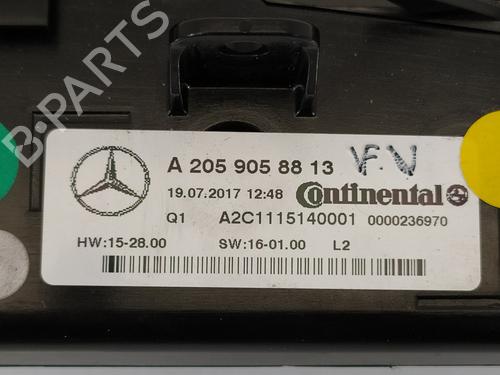 B-PARTS
A 205 905 88 13 V.F.V
19.07.2017 12:48 Continental
Q1 A2C1115140001 0000236970
HW:15-28.00 SW:16-01.00 L2